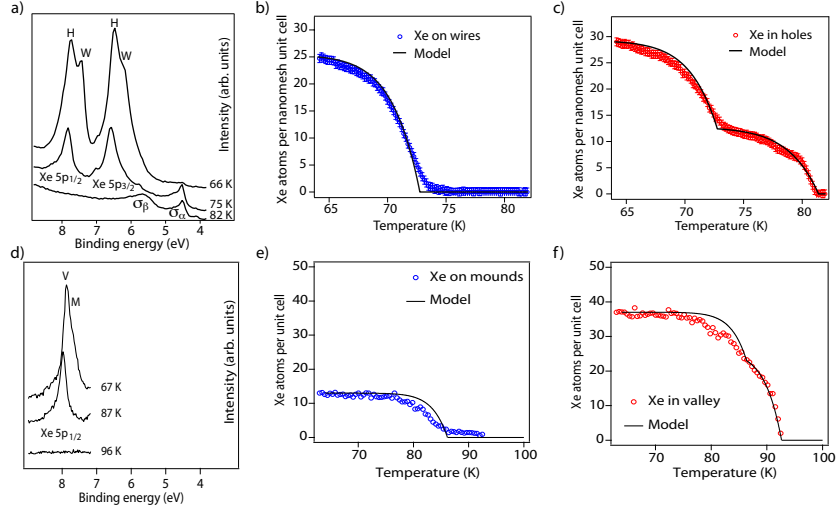 a)
H
W
H
W
Intensity (arb. units)
Xe 5p1/2
Xe 5p3/2
66 K
75 K
σβ
σα
82 K
8 7 6 5 4
Binding energy (eV)
b)
Xe atoms per nanomesh unit cell
50
40
30
20
10
0
Xe on wires
Model
65 70 75 80
Temperature (K)
c)
Xe atoms per nanomesh unit cell
50
40
30
20
10
0
Xe in holes
Model
65 70 75 80
Temperature (K)
d)
V
M
Intensity (arb. units)
67 K
87 K
Xe 5p1/2
96 K
8 7 6 5 4
Binding energy (eV)
e)
Xe atoms per unit cell
50
40
30
20
10
0
Xe on mounds
Model
70 80 90 100
Temperature (K)
f)
Xe atoms per unit cell
50
40
30
20
10
0
Xe in valley
Model
70 80 90 100
Temperature (K)